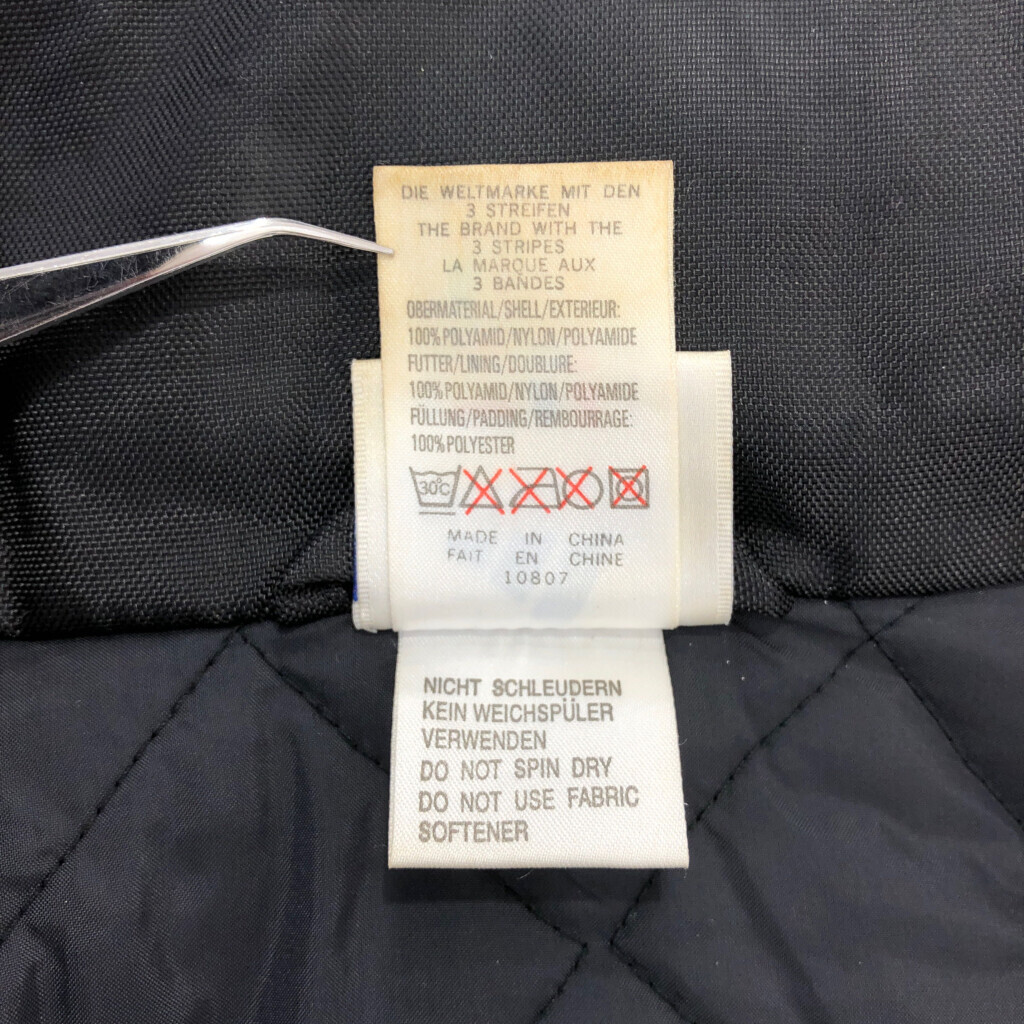 DIE WELTMARKE MIT DEN
3 STREIFEN
THE BRAND WITH THE
3 STRIPES
LA MARQUE AUX
3 BANDES
OBERMATERIAL/SHELL/EXTERIEUR:
100% POLYAMID/NYLON/POLYAMIDE
FUTTER/LINING/DOUBLURE:
100% POLYAMID/NYLON/POLYAMIDE
FÜLLUNG/PADDING/REMBOURRAGE:
100% POLYESTER
30°C
MADE IN CHINA
FAIT EN CHINE
10807
NICHT SCHLEUDERN
KEIN WEICHSPÜLER
VERWENDEN
DO NOT SPIN DRY
DO NOT USE FABRIC
SOFTENER